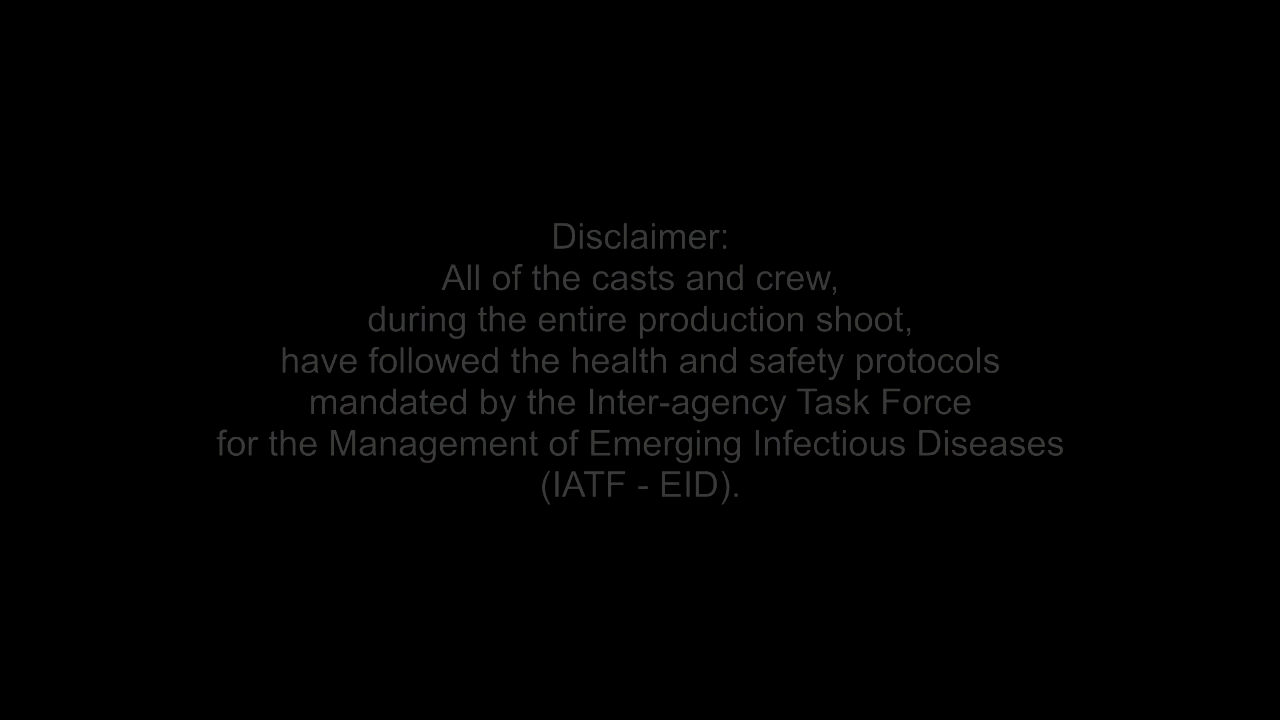 Disclaimer:
All of the casts and crew,
during the entire production shoot,
have followed the health and safety protocols
mandated by the Inter-agency Task Force
for the Management of Emerging Infectious Diseases
(IATF - EID).